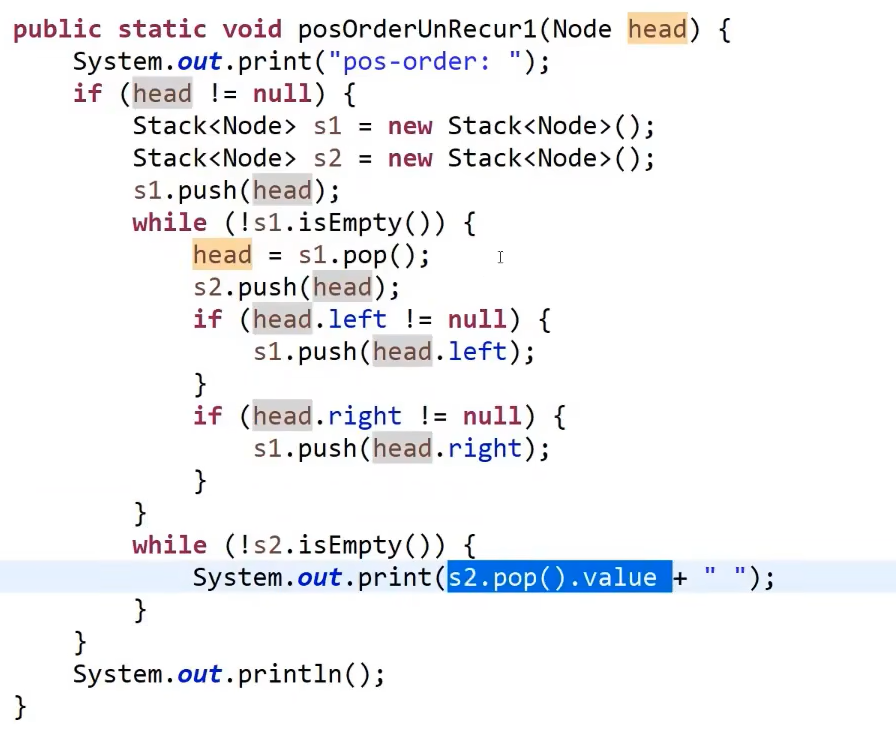 public static void posOrderUnRecur1(Node head) {
    System.out.print("pos-order: ");
    if (head != null) {
        Stack<Node> s1 = new Stack<Node>();
        Stack<Node> s2 = new Stack<Node>();
        s1.push(head);
        while (!s1.isEmpty()) {
            head = s1.pop();
            s2.push(head);
            if (head.left != null) {
                s1.push(head.left);
            }
            if (head.right != null) {
                s1.push(head.right);
            }
        }
        while (!s2.isEmpty()) {
            System.out.print(s2.pop().value + " ");
        }
    }
    System.out.println();
}